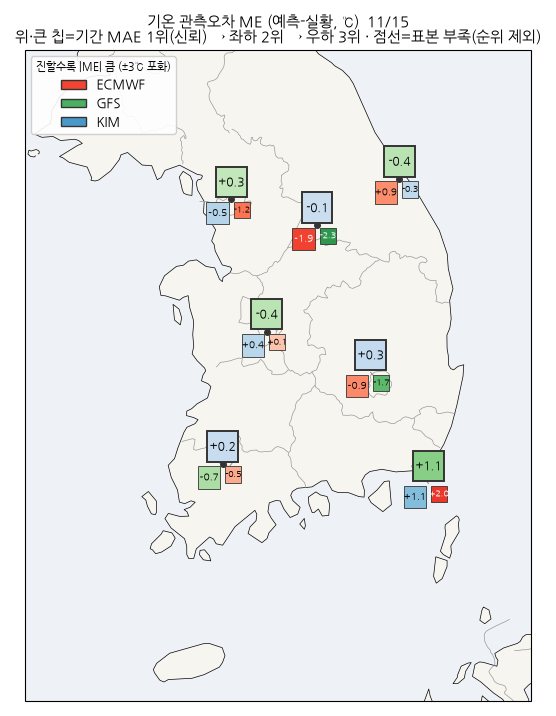 기온 관측오차 ME (예측-실황, ℃) 11/15
위·큰 칩=기간 MAE 1위(신뢰) → 좌하 2위 → 우하 3위 · 점선=표본 부족(순위 제외)
진할수록 |ME| 큼 (±3℃ 포화)
ECMWF
GFS
KIM
-0.4
+0.9 -0.3
+0.3
-0.5 -1.2
-0.1
-1.9 -2.3
-0.4
+0.4 +0.1
+0.3
-0.9 -1.7
+0.2
-0.7 -0.5
+1.1
+1.1 +2.0